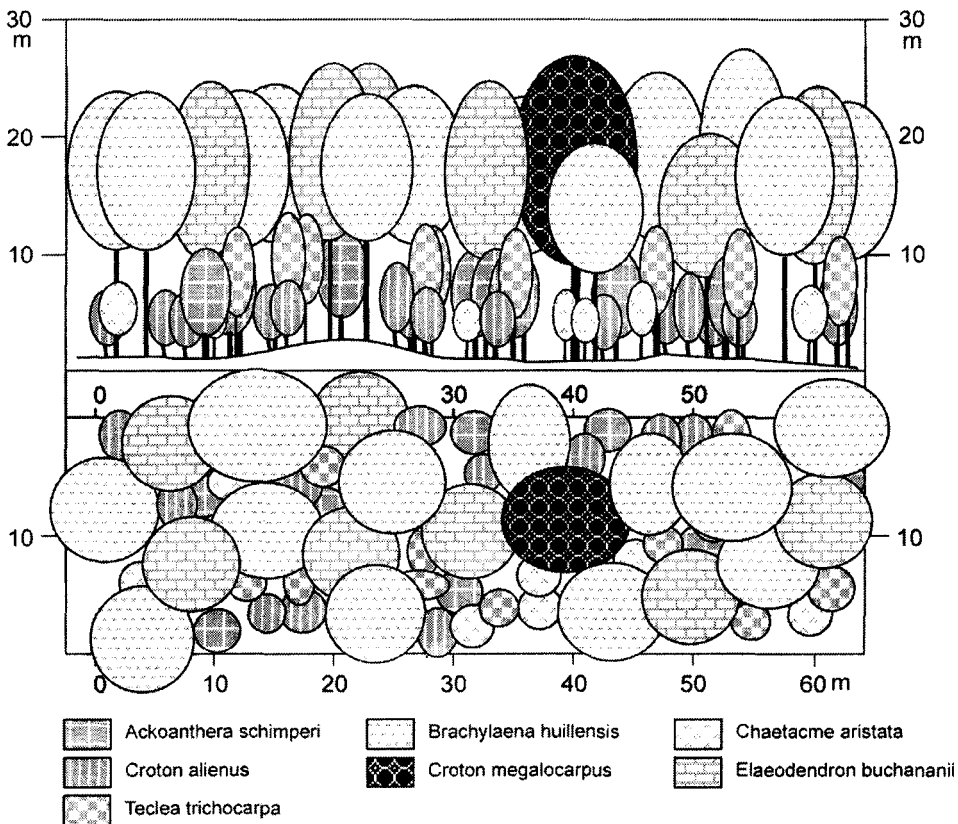 30 30
m m
20 20
10 10
0 30 40 50
10 10
0 10 20 30 40 50 60 m
Ackoanthera schimperi Brachylaena huillensis Chaetacme aristata
Croton alienus Croton megalocarpus Elaeodendron buchananii
Teclea trichocarpa